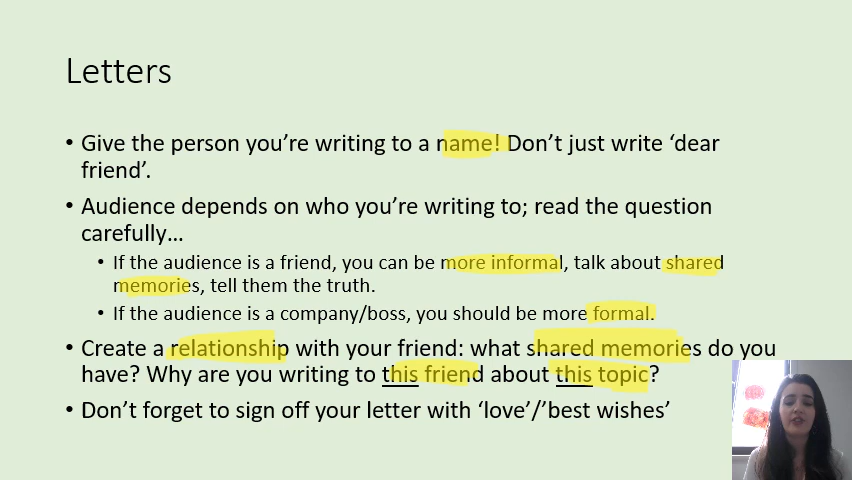 Letters
• Give the person you’re writing to a name! Don’t just write ‘dear
friend’.
• Audience depends on who you’re writing to; read the question
carefully…
• If the audience is a friend, you can be more informal, talk about shared
memories, tell them the truth.
• If the audience is a company/boss, you should be more formal.
• Create a relationship with your friend: what shared memories do you
have? Why are you writing to this friend about this topic?
• Don’t forget to sign off your letter with ‘love’/’best wishes’